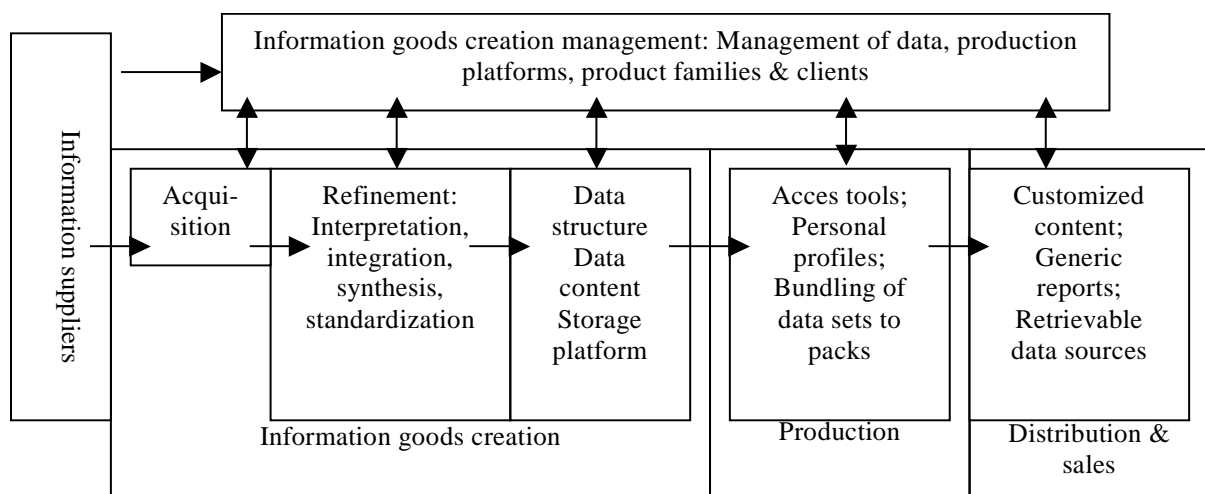 Information goods creation management: Management of data, production
platforms, product families & clients
Information suppliers
Acqui-
sition
Refinement:
Interpretation,
integration,
synthesis,
standardization
Data
structure
Data
content
Storage
platform
Acces tools;
Personal
profiles;
Bundling of
data sets to
packs
Customized
content;
Generic
reports;
Retrievable
data sources
Information goods creation
Production
Distribution &
sales